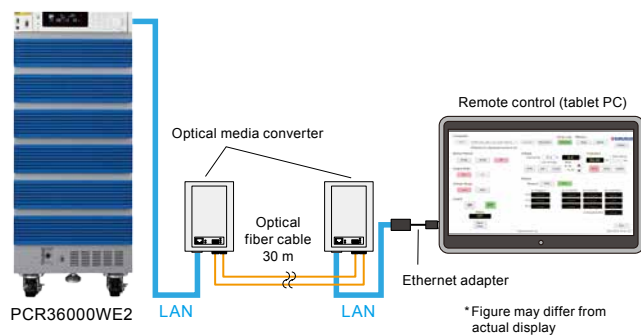 Remote control (tablet PC)
Optical media converter
Optical
fiber cable
30 m
Ethernet adapter
PCR36000WE2
LAN
LAN
*Figure may differ from
actual display